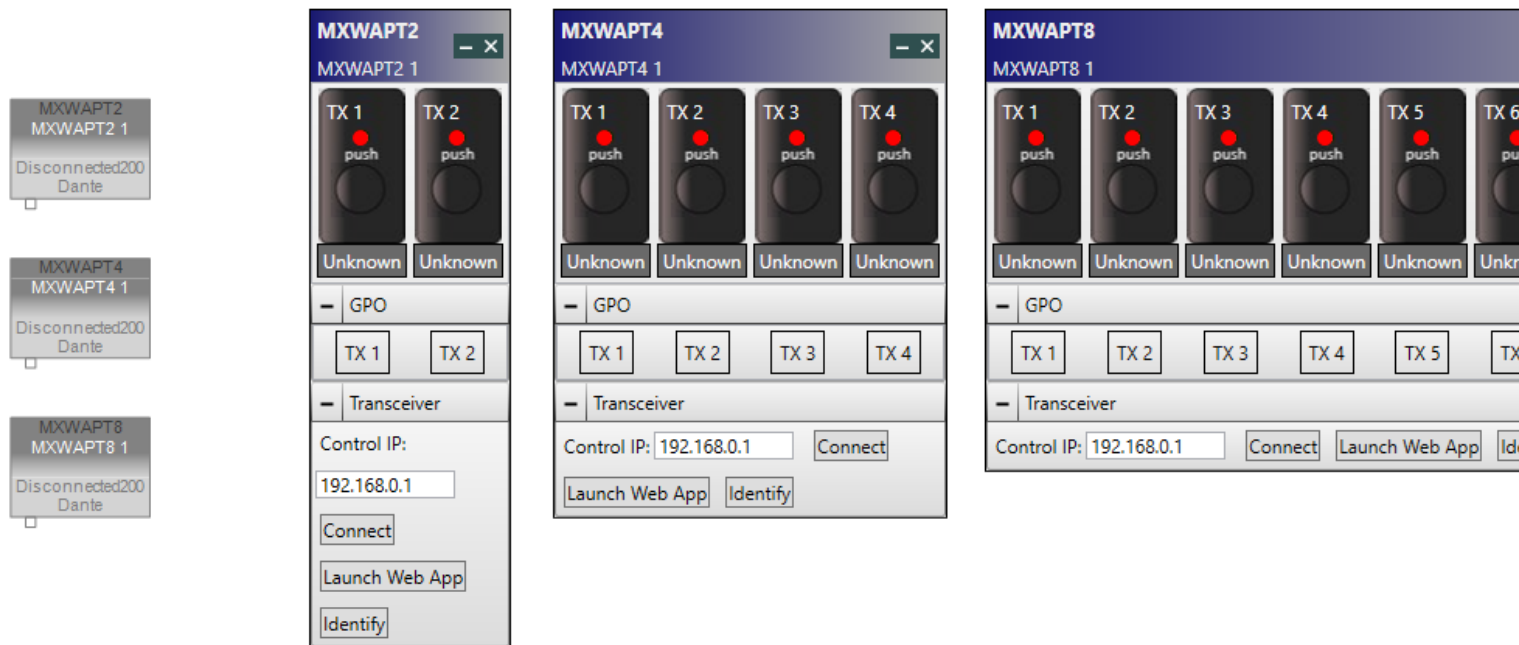 MXWAPT2
MXWAPT2 1
Disconnected200
Dante
MXWAPT4
MXWAPT4 1
Disconnected200
Dante
MXWAPT8
MXWAPT8 1
Disconnected200
Dante
MXWAPT2
MXWAPT2 1
TX 1 TX 2
push push
Unknown Unknown
GPO
TX 1 TX 2
Transceiver
Control IP:
192.168.0.1
Connect
Launch Web App
Identify
MXWAPT4
MXWAPT4 1
TX 1 TX 2 TX 3 TX 4
push push push push
Unknown Unknown Unknown Unknown
GPO
TX 1 TX 2 TX 3 TX 4
Transceiver
Control IP: 192.168.0.1 Connect
Launch Web App Identify
MXWAPT8
MXWAPT8 1
TX 1 TX 2 TX 3 TX 4 TX 5 TX 6
push push push push push
Unknown Unknown Unknown Unknown Unknown
GPO
TX 1 TX 2 TX 3 TX 4 TX 5 TX
Transceiver
Control IP: 192.168.0.1 Connect Launch Web App